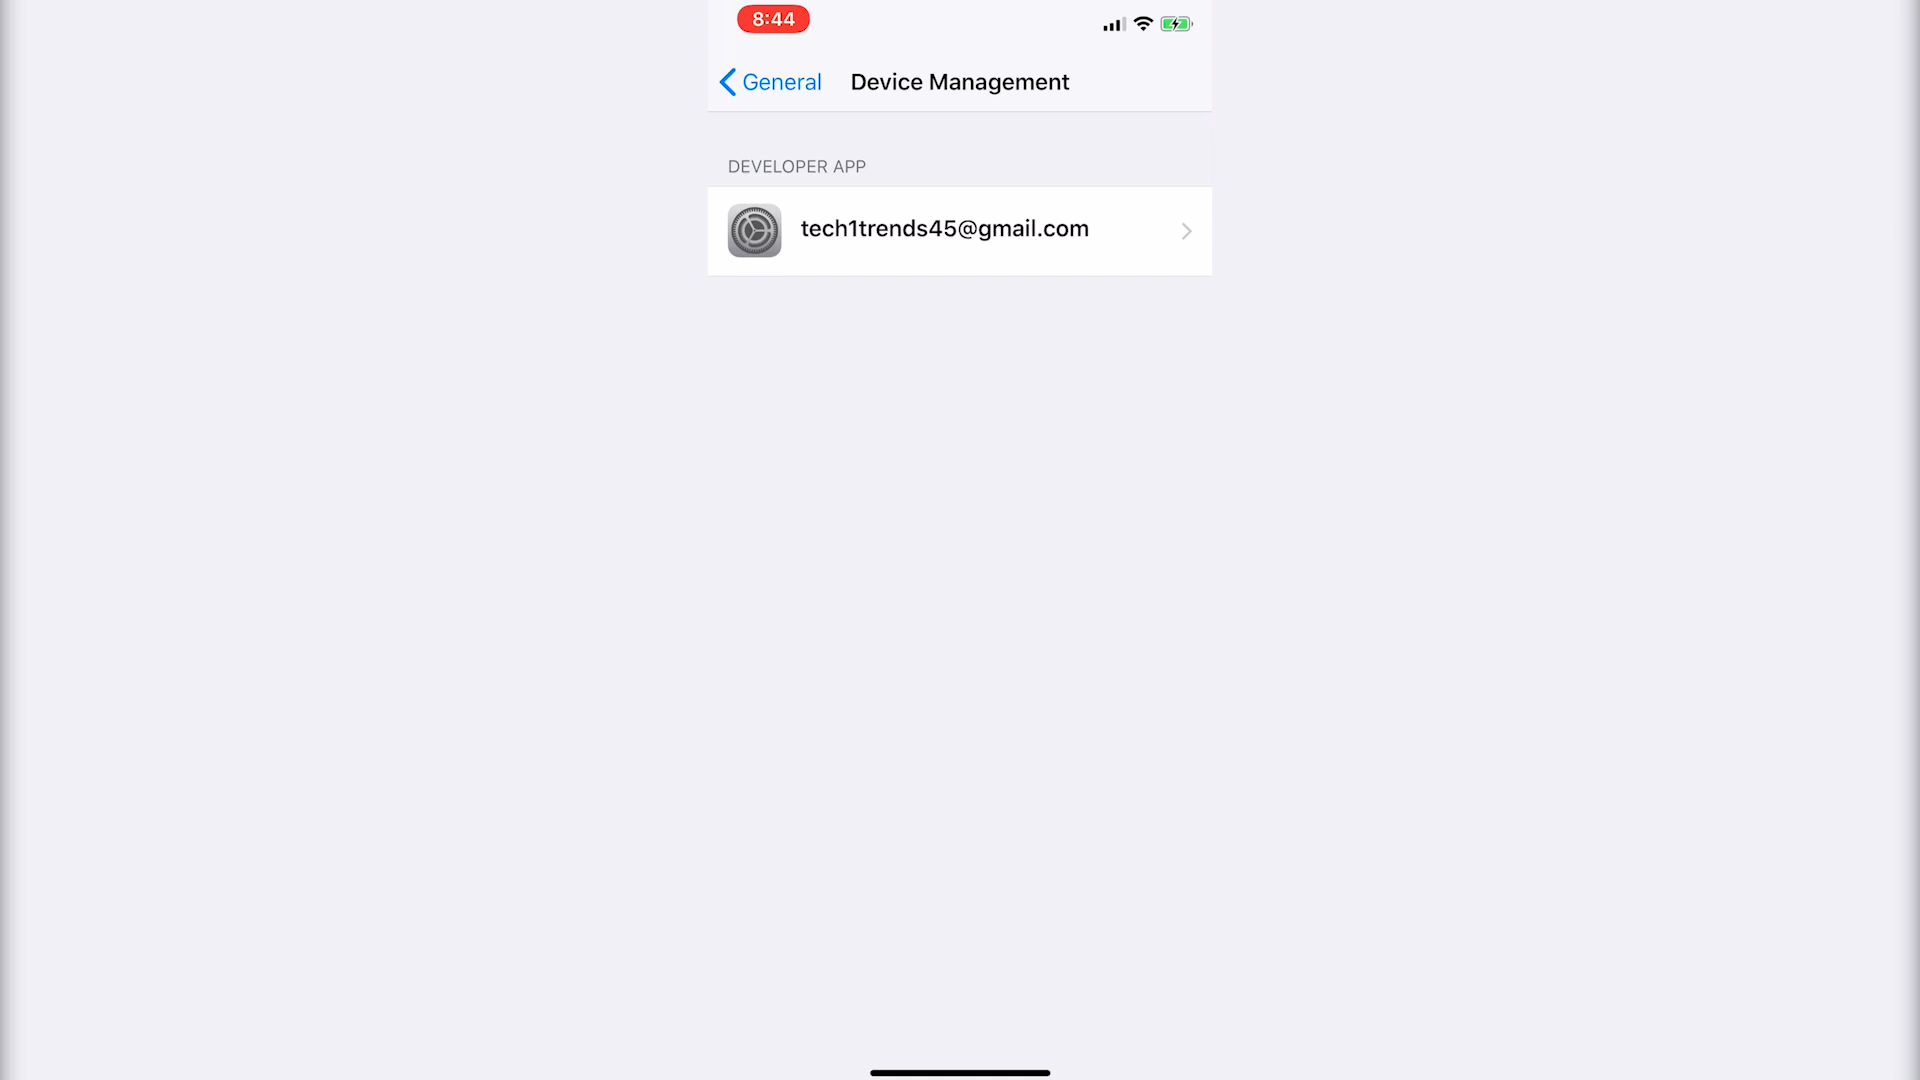 8:44
General
Device Management
DEVELOPER APP
tech1trends45@gmail.com